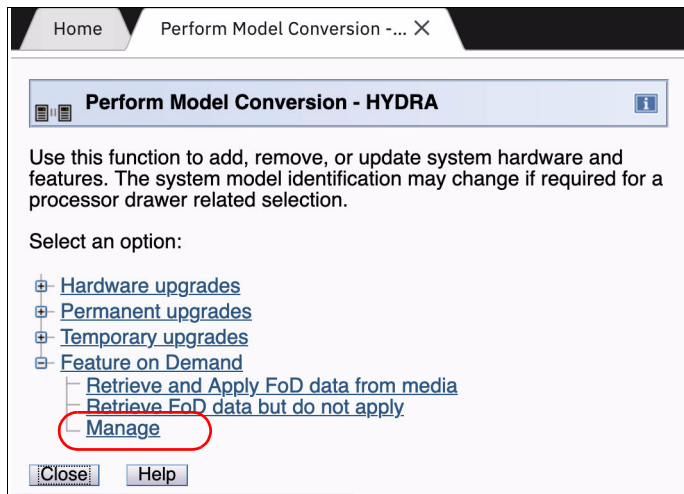 Home
Perform Model Conversion -...
Perform Model Conversion - HYDRA
Use this function to add, remove, or update system hardware and
features. The system model identification may change if required for a
processor drawer related selection.
Select an option:
Hardware upgrades
Permanent upgrades
Temporary upgrades
Feature on Demand
Retrieve and Apply FoD data from media
Retrieve FoD data but do not apply
Manage
Close Help